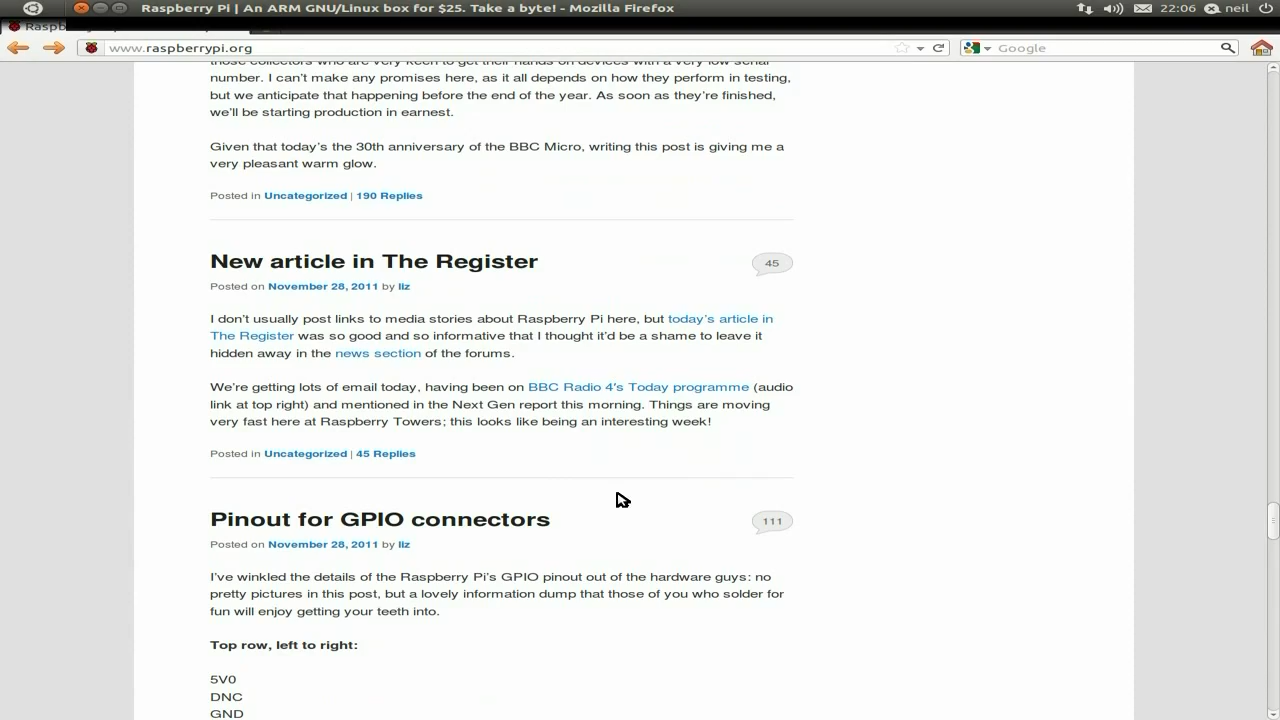 Raspberry Pi | An ARM GNU/Linux box for $25. Take a byte! - Mozilla Firefox
22:06 neil
Raspb
www.raspberrypi.org
Google
those collectors who are very keen to get their hands on devices with a very low serial
number. I can't make any promises here, as it all depends on how they perform in testing,
but we anticipate that happening before the end of the year. As soon as they're finished,
we'll be starting production in earnest.
Given that today's the 30th anniversary of the BBC Micro, writing this post is giving me a
very pleasant warm glow.
Posted in Uncategorized | 190 Replies
New article in The Register
45
Posted on November 28, 2011 by liz
I don't usually post links to media stories about Raspberry Pi here, but today's article in
The Register was so good and so informative that I thought it'd be a shame to leave it
hidden away in the news section of the forums.
We're getting lots of email today, having been on BBC Radio 4's Today programme (audio
link at top right) and mentioned in the Next Gen report this morning. Things are moving
very fast here at Raspberry Towers; this looks like being an interesting week!
Posted in Uncategorized | 45 Replies
Pinout for GPIO connectors
111
Posted on November 28, 2011 by liz
I've winkled the details of the Raspberry Pi's GPIO pinout out of the hardware guys: no
pretty pictures in this post, but a lovely information dump that those of you who solder for
fun will enjoy getting your teeth into.
Top row, left to right:
5V0
DNC
GND